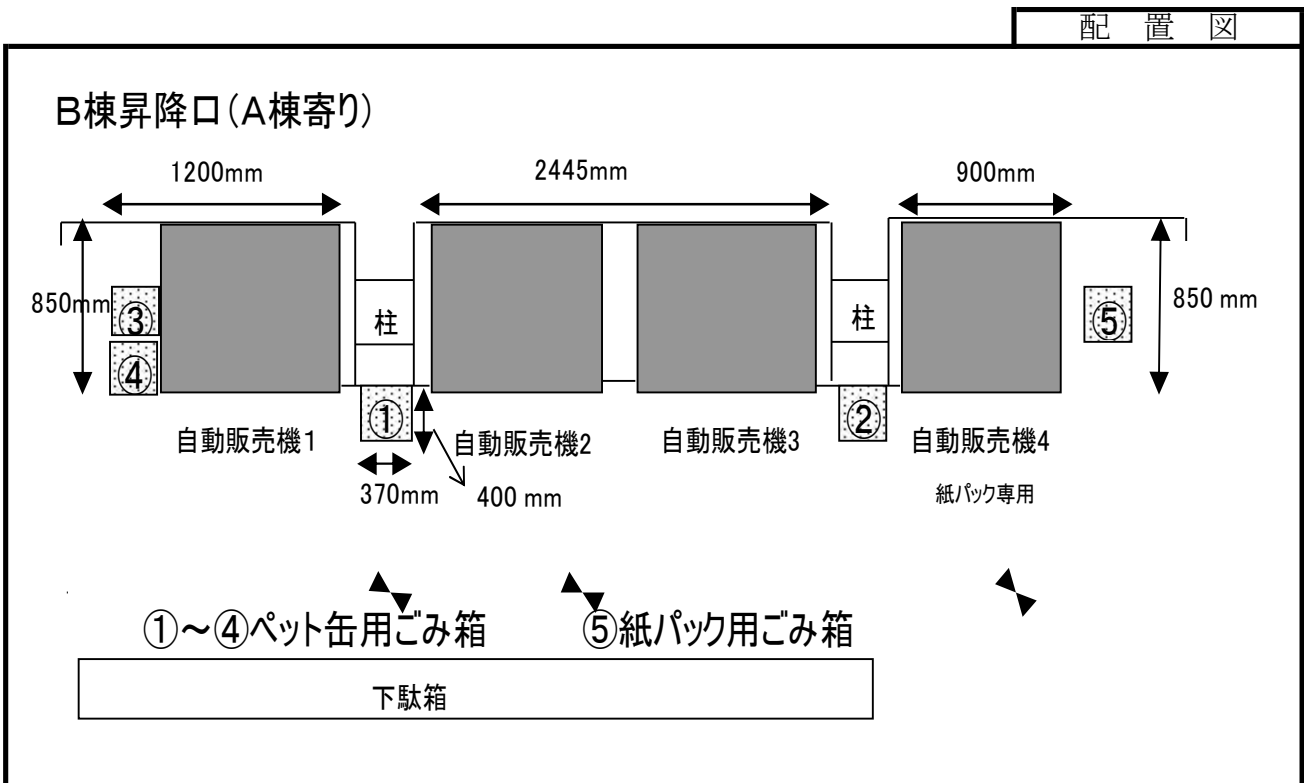 配 置 図
B棟昇降口（A棟寄り）
1200mm
2445mm
900mm
850mm
850 mm
③
④
柱
柱
⑤
①
②
自動販売機1
自動販売機2
自動販売機3
自動販売機4
370mm
400 mm
紙パック専用
①～④ペット缶用ごみ箱
⑤紙パック用ごみ箱
下駄箱